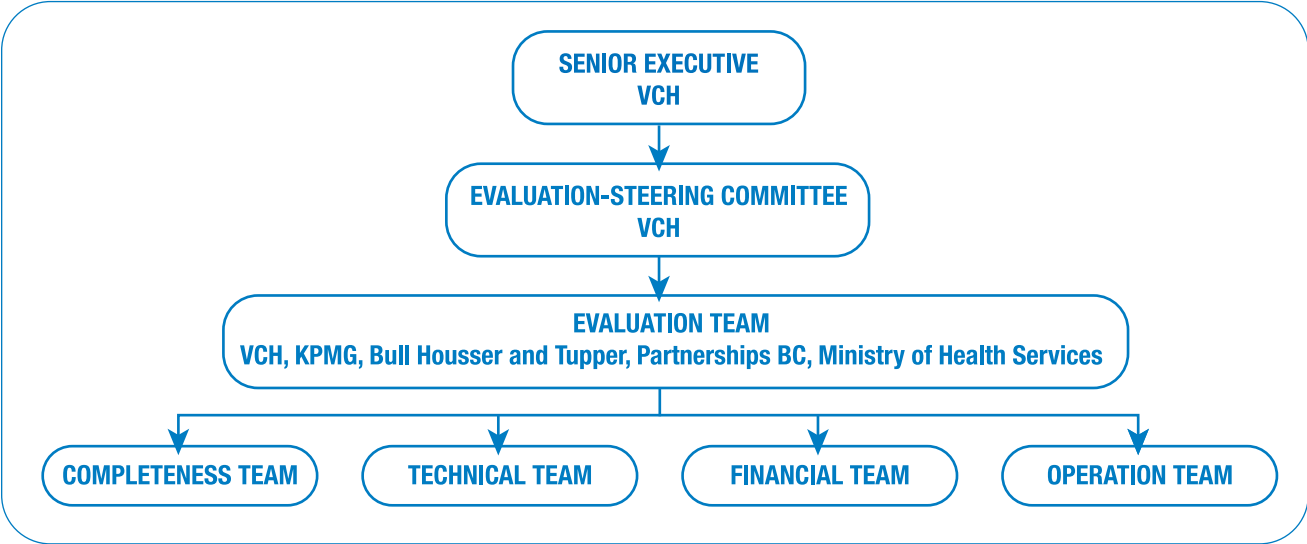 SENIOR EXECUTIVE
VCH
EVALUATION-STEERING COMMITTEE
VCH
EVALUATION TEAM
VCH, KPMG, Bull Housser and Tupper, Partnerships BC, Ministry of Health Services
COMPLETENESS TEAM
TECHNICAL TEAM
FINANCIAL TEAM
OPERATION TEAM